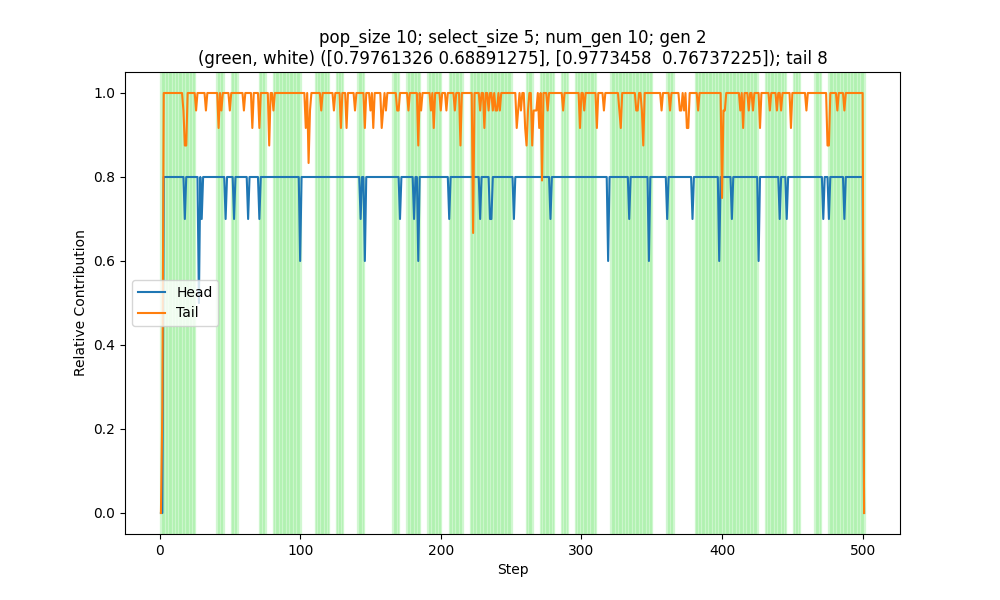 pop_size 10; select_size 5; num_gen 10; gen 2
(green, white) ([0.79761326 0.68891275], [0.9773458  0.76737225]); tail 8
1.0
0.8
0.6
0.4
0.2
0.0
Relative Contribution
Head
Tail
0 100 200 300 400 500
Step